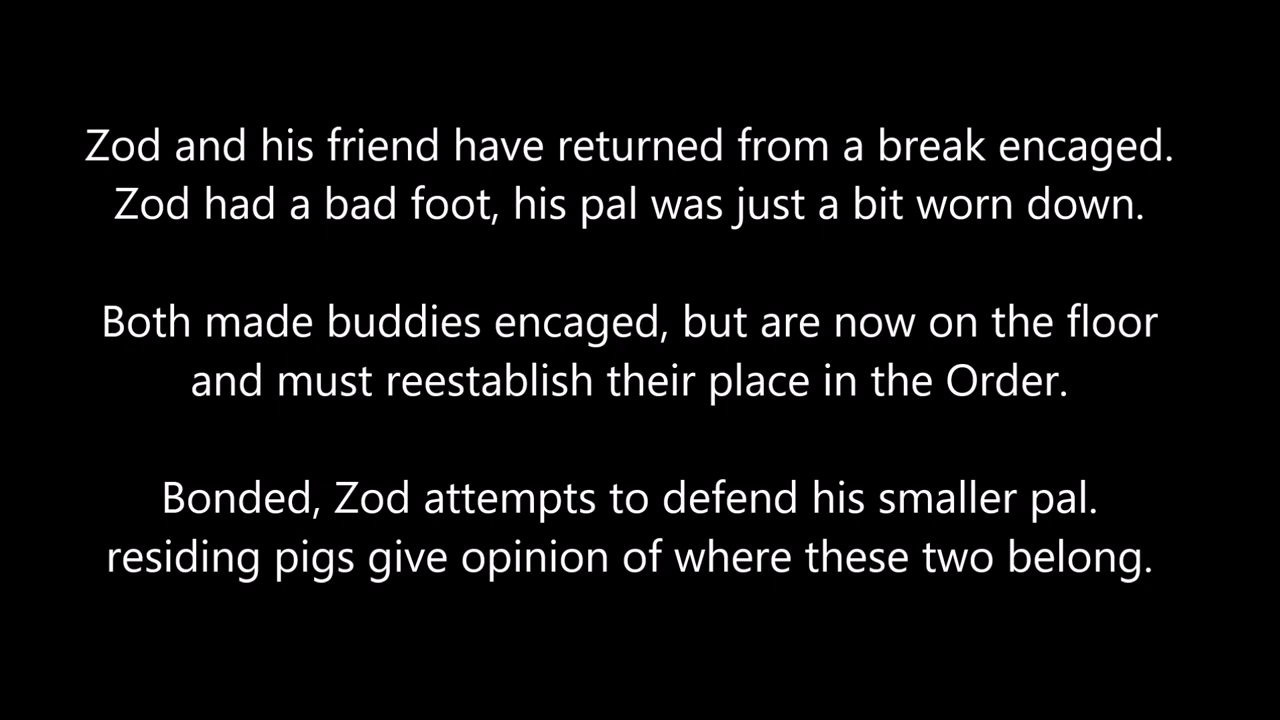 Zod and his friend have returned from a break encaged.
Zod had a bad foot, his pal was just a bit worn down.
Both made buddies encaged, but are now on the floor
and must reestablish their place in the Order.
Bonded, Zod attempts to defend his smaller pal.
residing pigs give opinion of where these two belong.